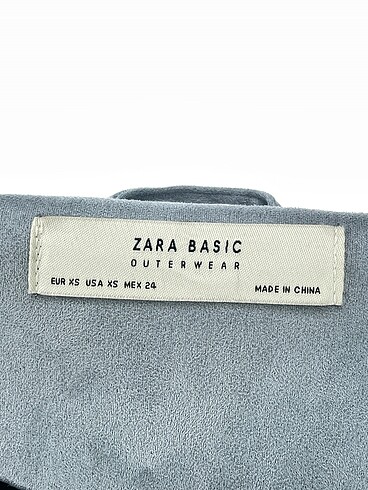 ZARA BASIC
OUTERWEAR
EUR XS USA XS MEX 24 MADE IN CHINA